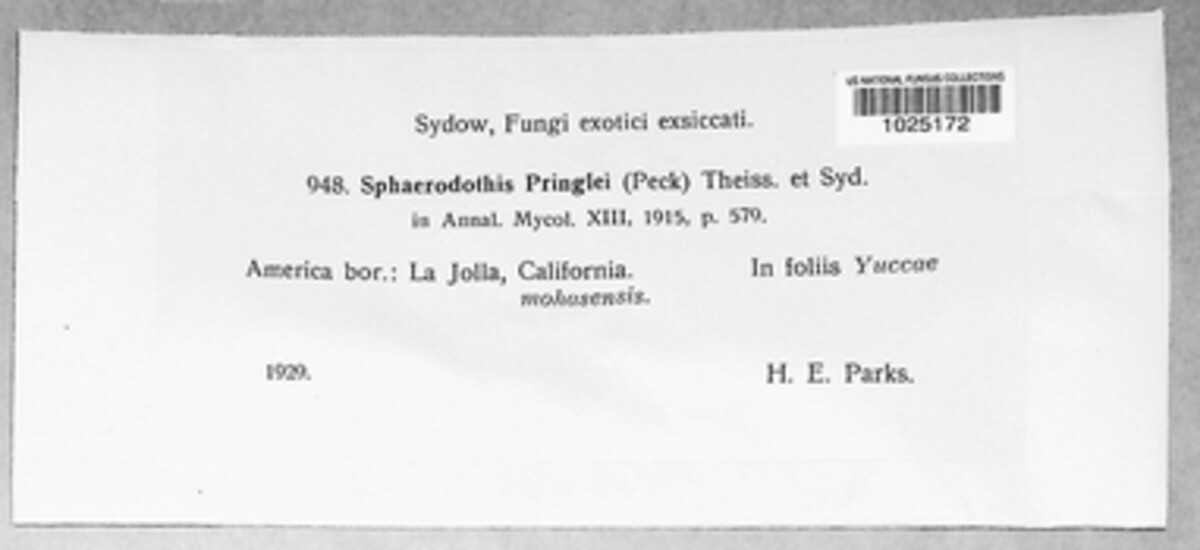 US NATIONAL FUNGUS COLLECTIONS
1025172
Sydow, Fungi exotici exsiccati.
948. Sphaerodothis Pringlei (Peck) Theiss. et Syd.
in Annal. Mycol. XIII, 1915, p. 579.
America bor.: La Jolla, California. In foliis Yuccae
mohasensis.
1929. H. E. Parks.